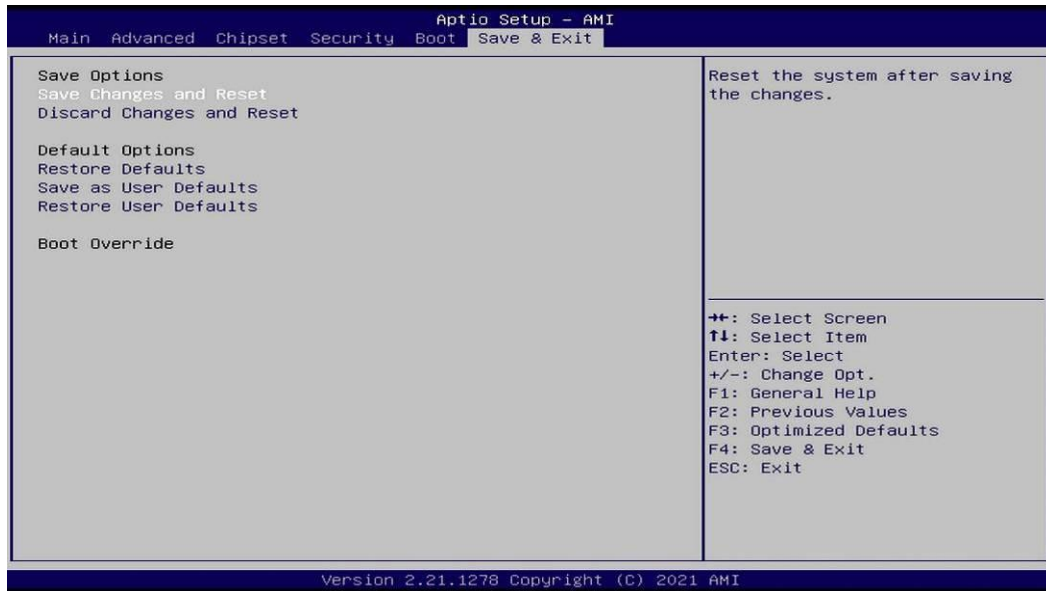 Aptio Setup – AMI
Main Advanced Chipset Security Boot Save & Exit
Save Options
Save Changes and Reset
Discard Changes and Reset
Default Options
Restore Defaults
Save as User Defaults
Restore User Defaults
Boot Override
Reset the system after saving
the changes.
→←: Select Screen
↑↓: Select Item
Enter: Select
+/-: Change Opt.
F1: General Help
F2: Previous Values
F3: Optimized Defaults
F4: Save & Exit
ESC: Exit
Version 2.21.1278 Copyright (C) 2021 AMI